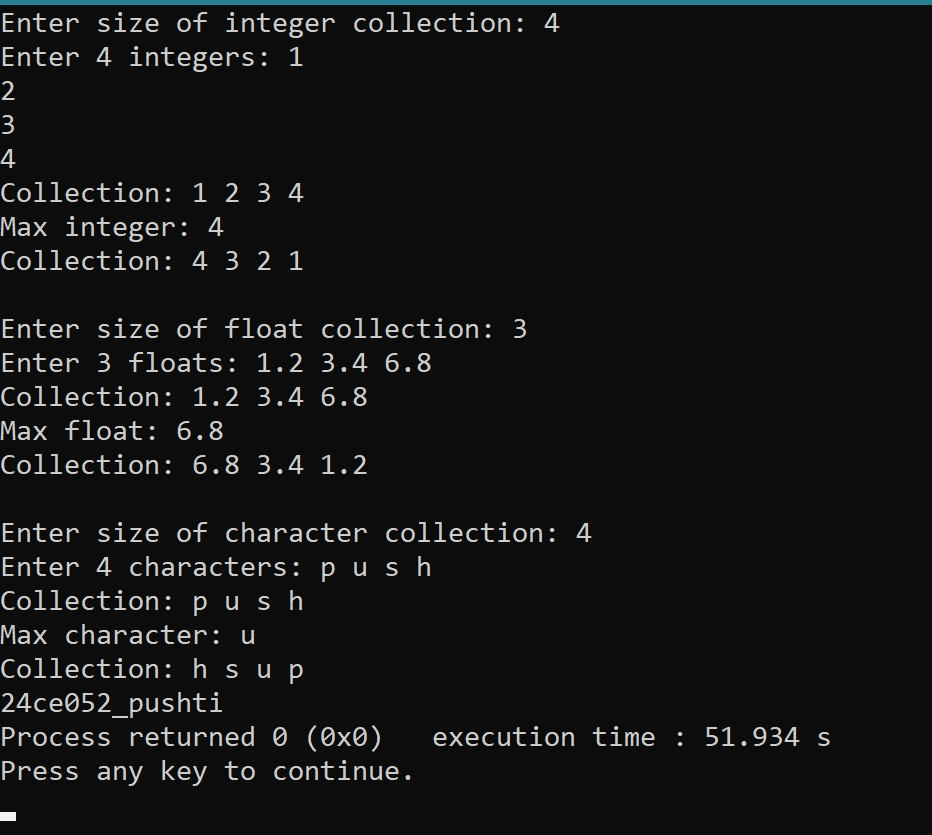 Enter size of integer collection: 4
Enter 4 integers: 1
2
3
4
Collection: 1 2 3 4
Max integer: 4
Collection: 4 3 2 1
Enter size of float collection: 3
Enter 3 floats: 1.2 3.4 6.8
Collection: 1.2 3.4 6.8
Max float: 6.8
Collection: 6.8 3.4 1.2
Enter size of character collection: 4
Enter 4 characters: p u s h
Collection: p u s h
Max character: u
Collection: h s u p
24ce052_pushti
Process returned 0 (0x0)   execution time : 51.934 s
Press any key to continue.